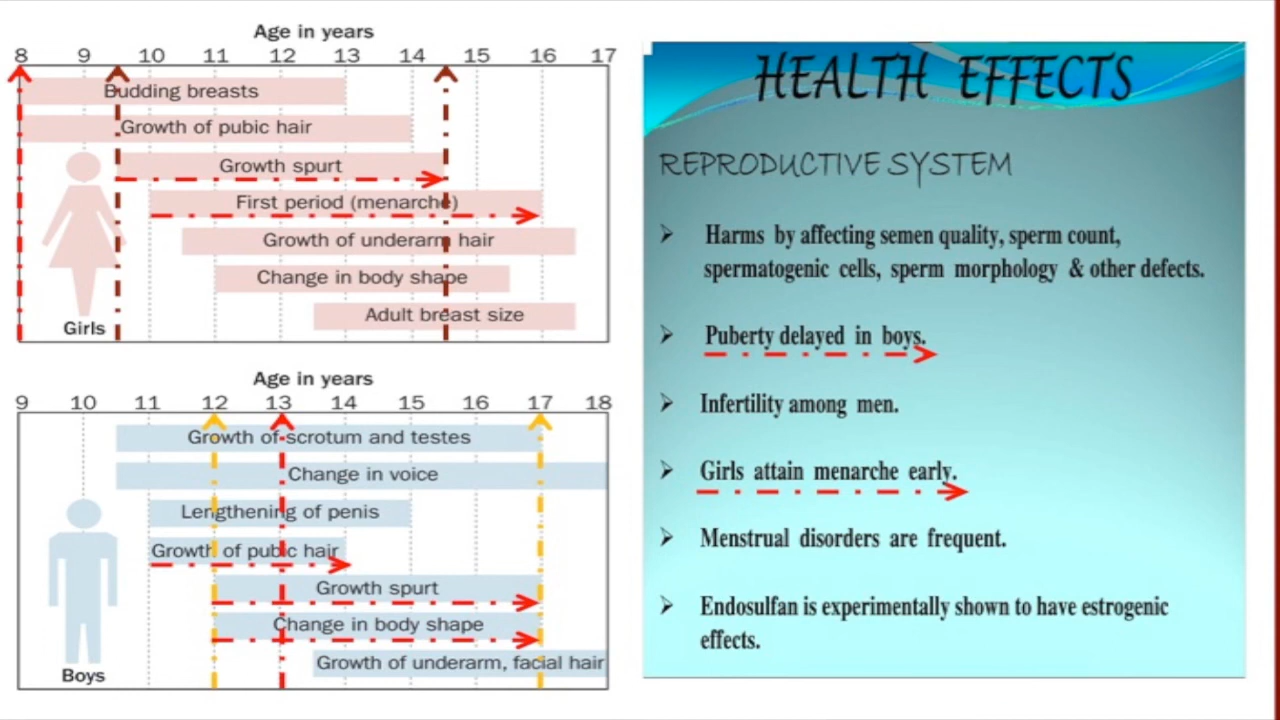 Age in years
8 9 10 11 12 13 14 15 16 17
Budding breasts
Growth of pubic hair
Growth spurt
First period (menarche)
Growth of underarm hair
Change in body shape
Adult breast size
Girls
Age in years
9 10 11 12 13 14 15 16 17 18
Growth of scrotum and testes
Change in voice
Lengthening of penis
Growth of pubic hair
Growth spurt
Change in body shape
Growth of underarm, facial hair
Boys
HEALTH EFFECTS
REPRODUCTIVE SYSTEM
Harms by affecting semen quality, sperm count,
spermatogenic cells, sperm morphology & other defects.
Puberty delayed in boys.
Infertility among men.
Girls attain menarche early.
Menstrual disorders are frequent.
Endosulfan is experimentally shown to have estrogenic
effects.